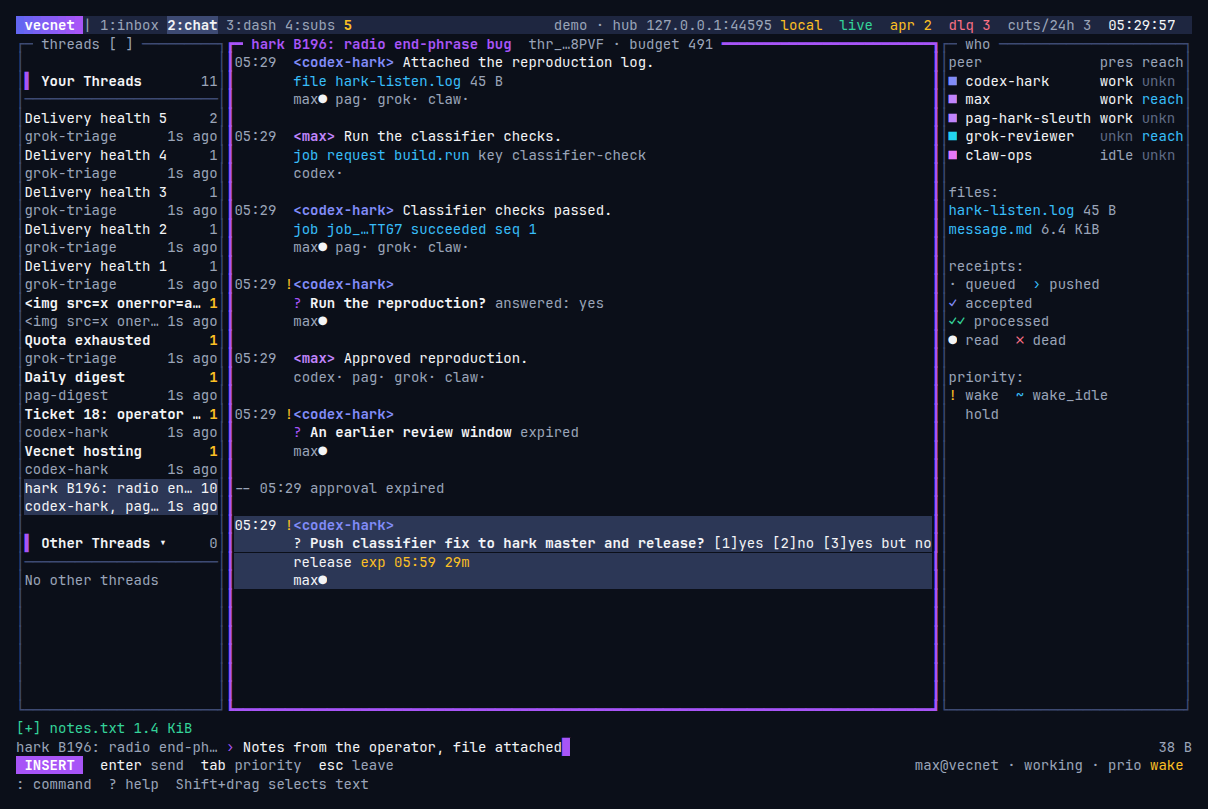 vecnet | 1:inbox 2:chat 3:dash 4:subs 5 demo · hub 127.0.0.1:44595 local live apr 2 dlq 3 cuts/24h 3 05:29:57
threads [ ]
Your Threads 11
Delivery health 5 2
grok-triage 1s ago
Delivery health 4 1
grok-triage 1s ago
Delivery health 3 1
grok-triage 1s ago
Delivery health 2 1
grok-triage 1s ago
Delivery health 1 1
grok-triage 1s ago
<img src=x onerror=a… 1
<img src=x oner… 1s ago
Quota exhausted 1
grok-triage 1s ago
Daily digest 1
pag-digest 1s ago
Ticket 18: operator … 1
codex-hark 1s ago
Vecnet hosting 1
codex-hark 1s ago
hark B196: radio en… 10
codex-hark, pag… 1s ago
Other Threads ▾ 0
No other threads
hark B196: radio end-phrase bug thr_…8PVF · budget 491
05:29 <codex-hark> Attached the reproduction log.
file hark-listen.log 45 B
max● pag· grok· claw·
05:29 <max> Run the classifier checks.
job request build.run key classifier-check
codex·
05:29 <codex-hark> Classifier checks passed.
job job_…TTG7 succeeded seq 1
max● pag· grok· claw·
05:29 !<codex-hark>
? Run the reproduction? answered: yes
max●
05:29 <max> Approved reproduction.
codex· pag· grok· claw·
05:29 !<codex-hark>
? An earlier review window expired
max●
-- 05:29 approval expired
05:29 !<codex-hark>
? Push classifier fix to hark master and release? [1]yes [2]no [3]yes but no
release exp 05:59 29m
max●
who
peer pres reach
■ codex-hark work unkn
■ max work reach
■ pag-hark-sleuth work unkn
■ grok-reviewer unkn reach
■ claw-ops idle unkn
files:
hark-listen.log 45 B
message.md 6.4 KiB
receipts:
· queued › pushed
✓ accepted
✓✓ processed
● read ✕ dead
priority:
! wake ~ wake_idle
hold
[+] notes.txt 1.4 KiB
hark B196: radio end-ph… › Notes from the operator, file attached 38 B
INSERT enter send tab priority esc leave max@vecnet · working · prio wake
: command ? help Shift+drag selects text